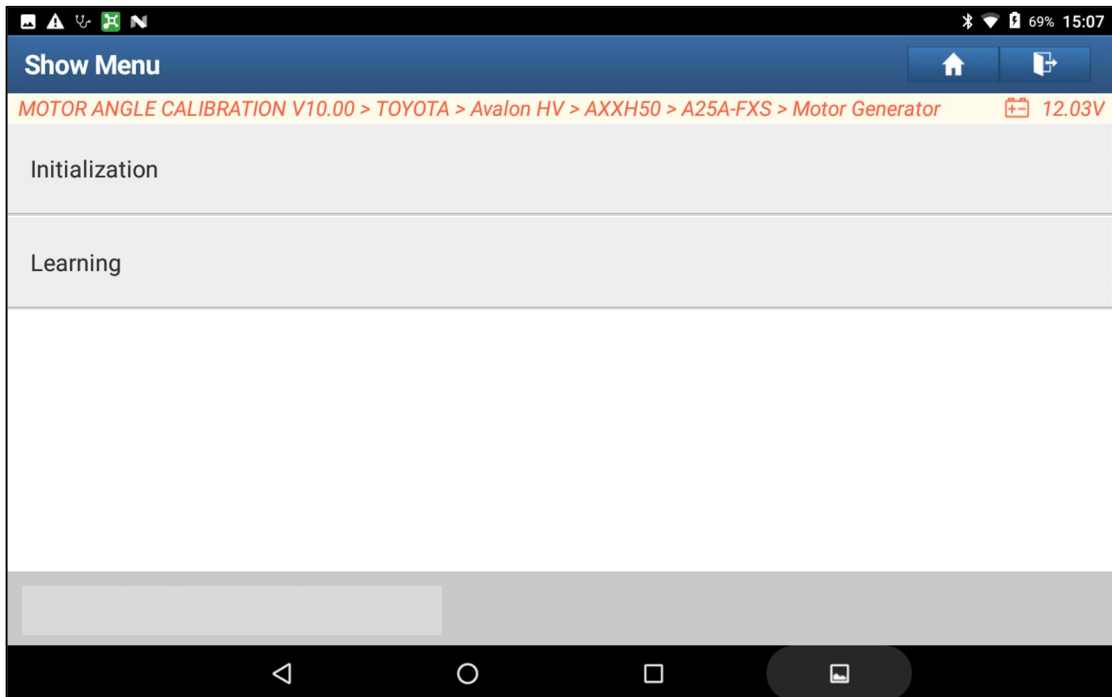 69% 15:07
Show Menu
MOTOR ANGLE CALIBRATION V10.00 > TOYOTA > Avalon HV > AXXH50 > A25A-FXS > Motor Generator 12.03V
Initialization
Learning